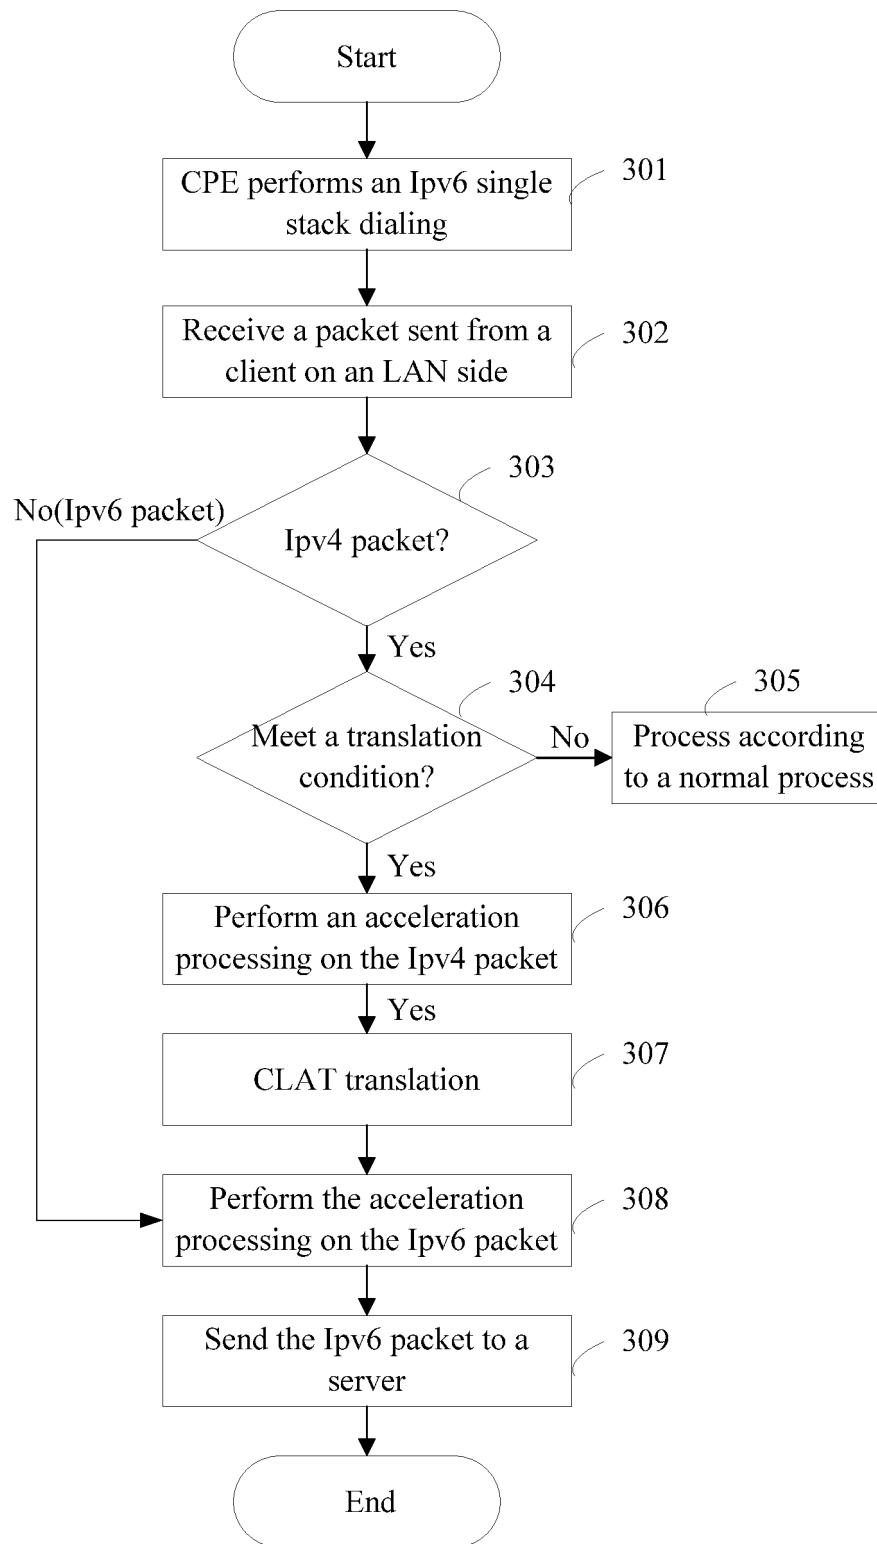 Start
CPE performs an Ipv6 single
stack dialing
301
Receive a packet sent from a
client on an LAN side
302
303
No(Ipv6 packet)
Ipv4 packet?
Yes
304
305
Meet a translation
condition?
No
Process according
to a normal process
Yes
Perform an acceleration
processing on the Ipv4 packet
306
Yes
CLAT translation
307
Perform the acceleration
processing on the Ipv6 packet
308
Send the Ipv6 packet to a
server
309
End